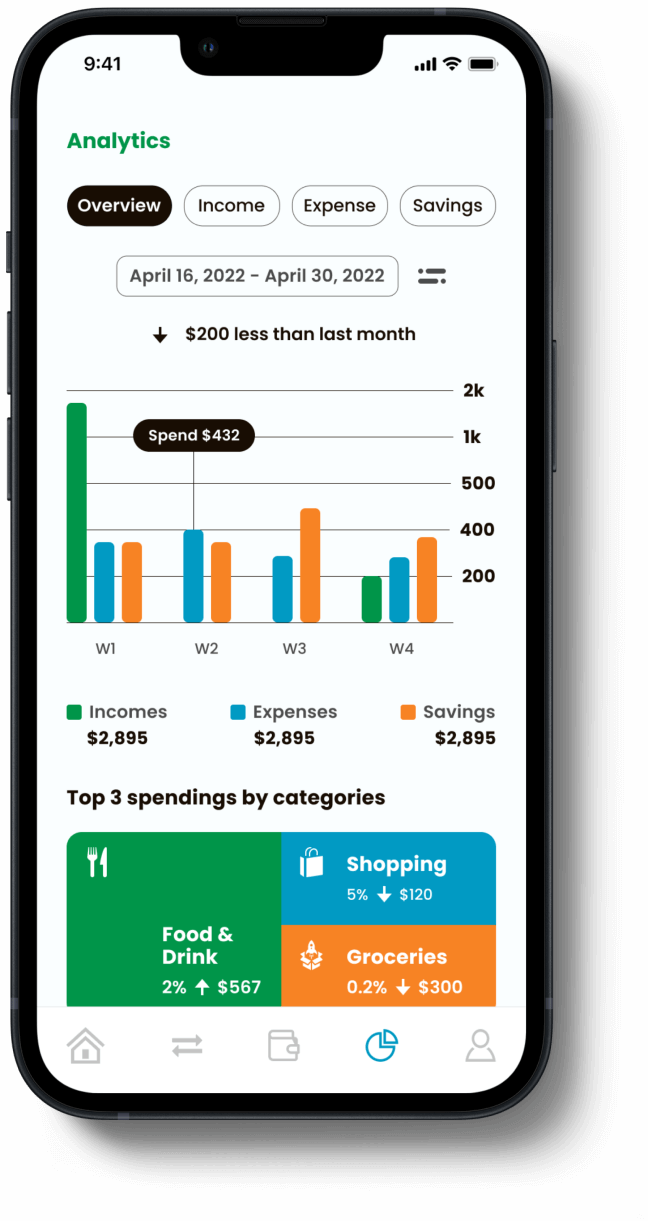 9:41
Analytics
Overview Income Expense Savings
April 16, 2022 - April 30, 2022
$200 less than last month
2k
1k
Spend $432
500
400
200
W1 W2 W3 W4
Incomes Expenses Savings
$2,895 $2,895 $2,895
Top 3 spendings by categories
Food &
Drink
2% $567
Shopping
5% $120
Groceries
0.2% $300